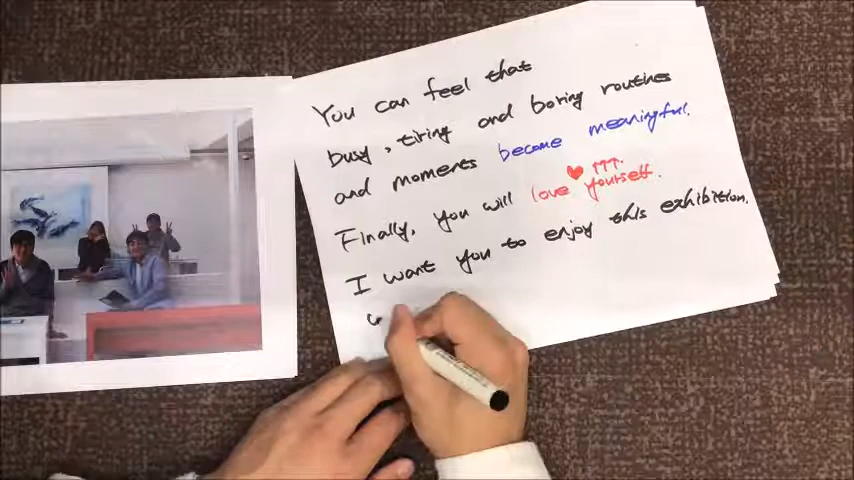 You can feel that
busy, tiring and boring routines
and moments become meaningful.
Finally, you will love yourself.
I want you to enjoy this exhibition.